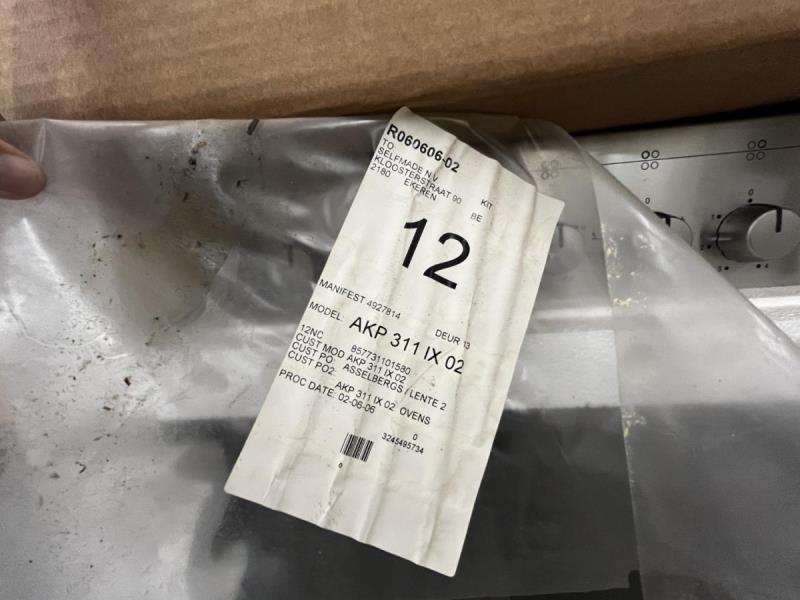 R060606-02
TO:
SELFMADE N.V.
KLOOSTERSTRAAT 90 KIT
2180 EKEREN BE
12
MANIFEST:4927814 DEUR 13
MODEL: AKP 311 IX 02
12NC 857731101580
CUST MOD AKP 311 IX 02
CUST PO: ASSELBERGS / LENTE 2
CUST PO2:
AKP 311 IX 02 OVENS
PROC DATE: 02-06-06
0
3245495734
0
0